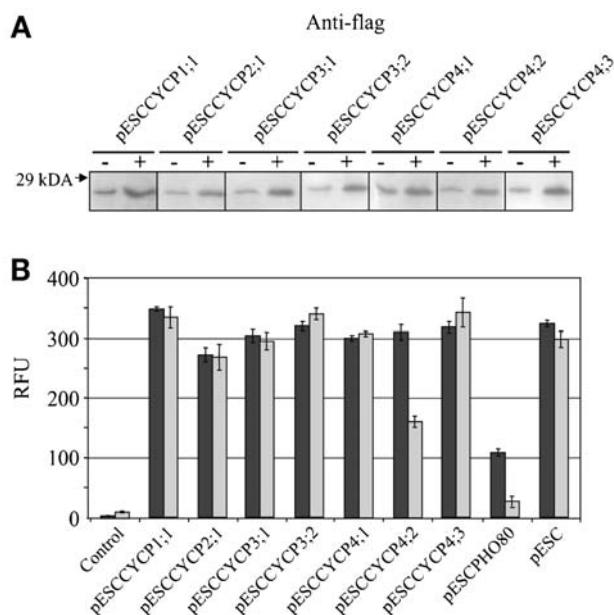 A
Anti-flag
pESCCYCP1;1 pESCCYCP2;1 pESCCYCP3;1 pESCCYCP3;2 pESCCYCP4;1 pESCCYCP4;2 pESCCYCP4;3
- + - + - + - + - + - + - +
29 kDA
B
400
300
200
100
0
RFU
Control pESCCYCP1;1 pESCCYCP2;1 pESCCYCP3;1 pESCCYCP3;2 pESCCYCP4;1 pESCCYCP4;2 pESCCYCP4;3 pESCPHO80 pESC